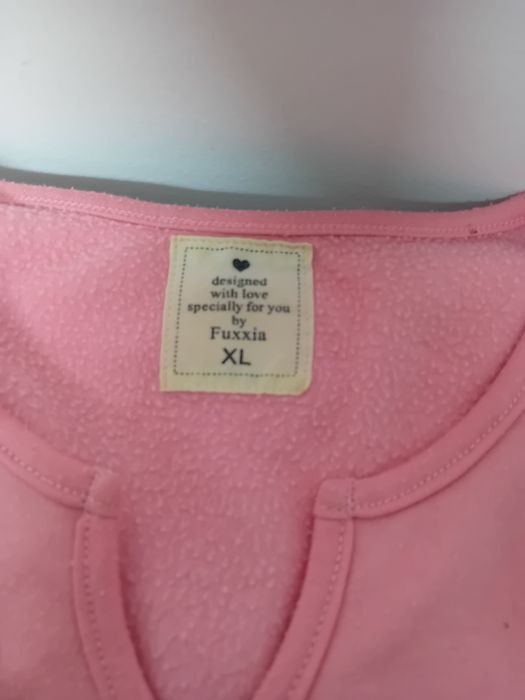 designed
with love
specially for you
by
Fuxxia
XL